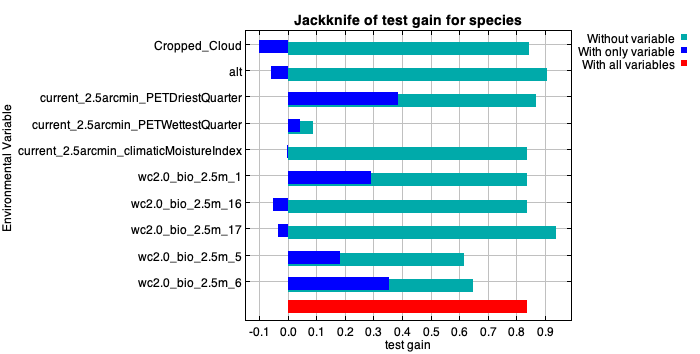 Jackknife of test gain for species
Without variable
With only variable
With all variables
Environmental Variable
Cropped_Cloud
alt
current_2.5arcmin_PETDriestQuarter
current_2.5arcmin_PETWettestQuarter
current_2.5arcmin_climaticMoistureIndex
wc2.0_bio_2.5m_1
wc2.0_bio_2.5m_16
wc2.0_bio_2.5m_17
wc2.0_bio_2.5m_5
wc2.0_bio_2.5m_6
-0.1 0.0 0.1 0.2 0.3 0.4 0.5 0.6 0.7 0.8 0.9
test gain